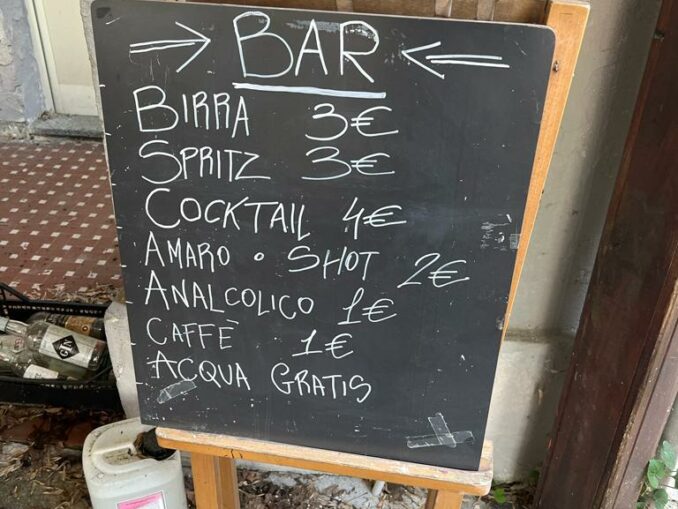 ⇒ BAR ⇐
BIRRA 3€
SPRITZ 3€
COCKTAIL 4€
AMARO o SHOT 2€
ANALCOLICO 1€
CAFFÈ 1€
ACQUA GRATIS